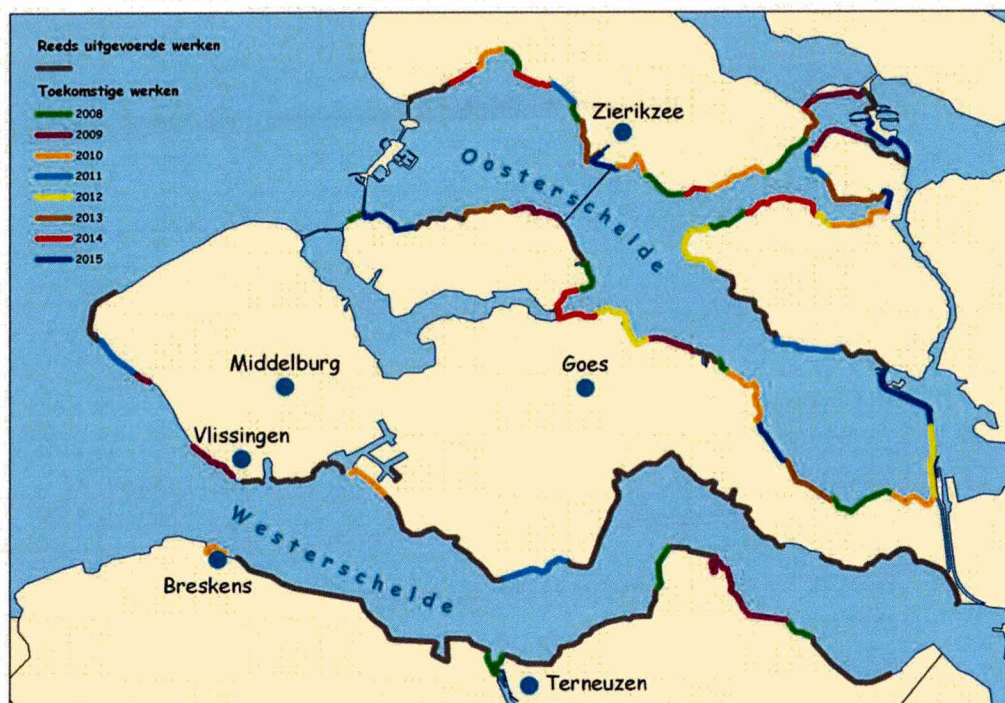 Reeds uitgevoerde werken
Toekomstige werken
2008
2009
2010
2011
2012
2013
2014
2015
Zierikzee
Oosterschelde
Middelburg
Goes
Vlissingen
Westerschelde
Breskens
Terneuzen